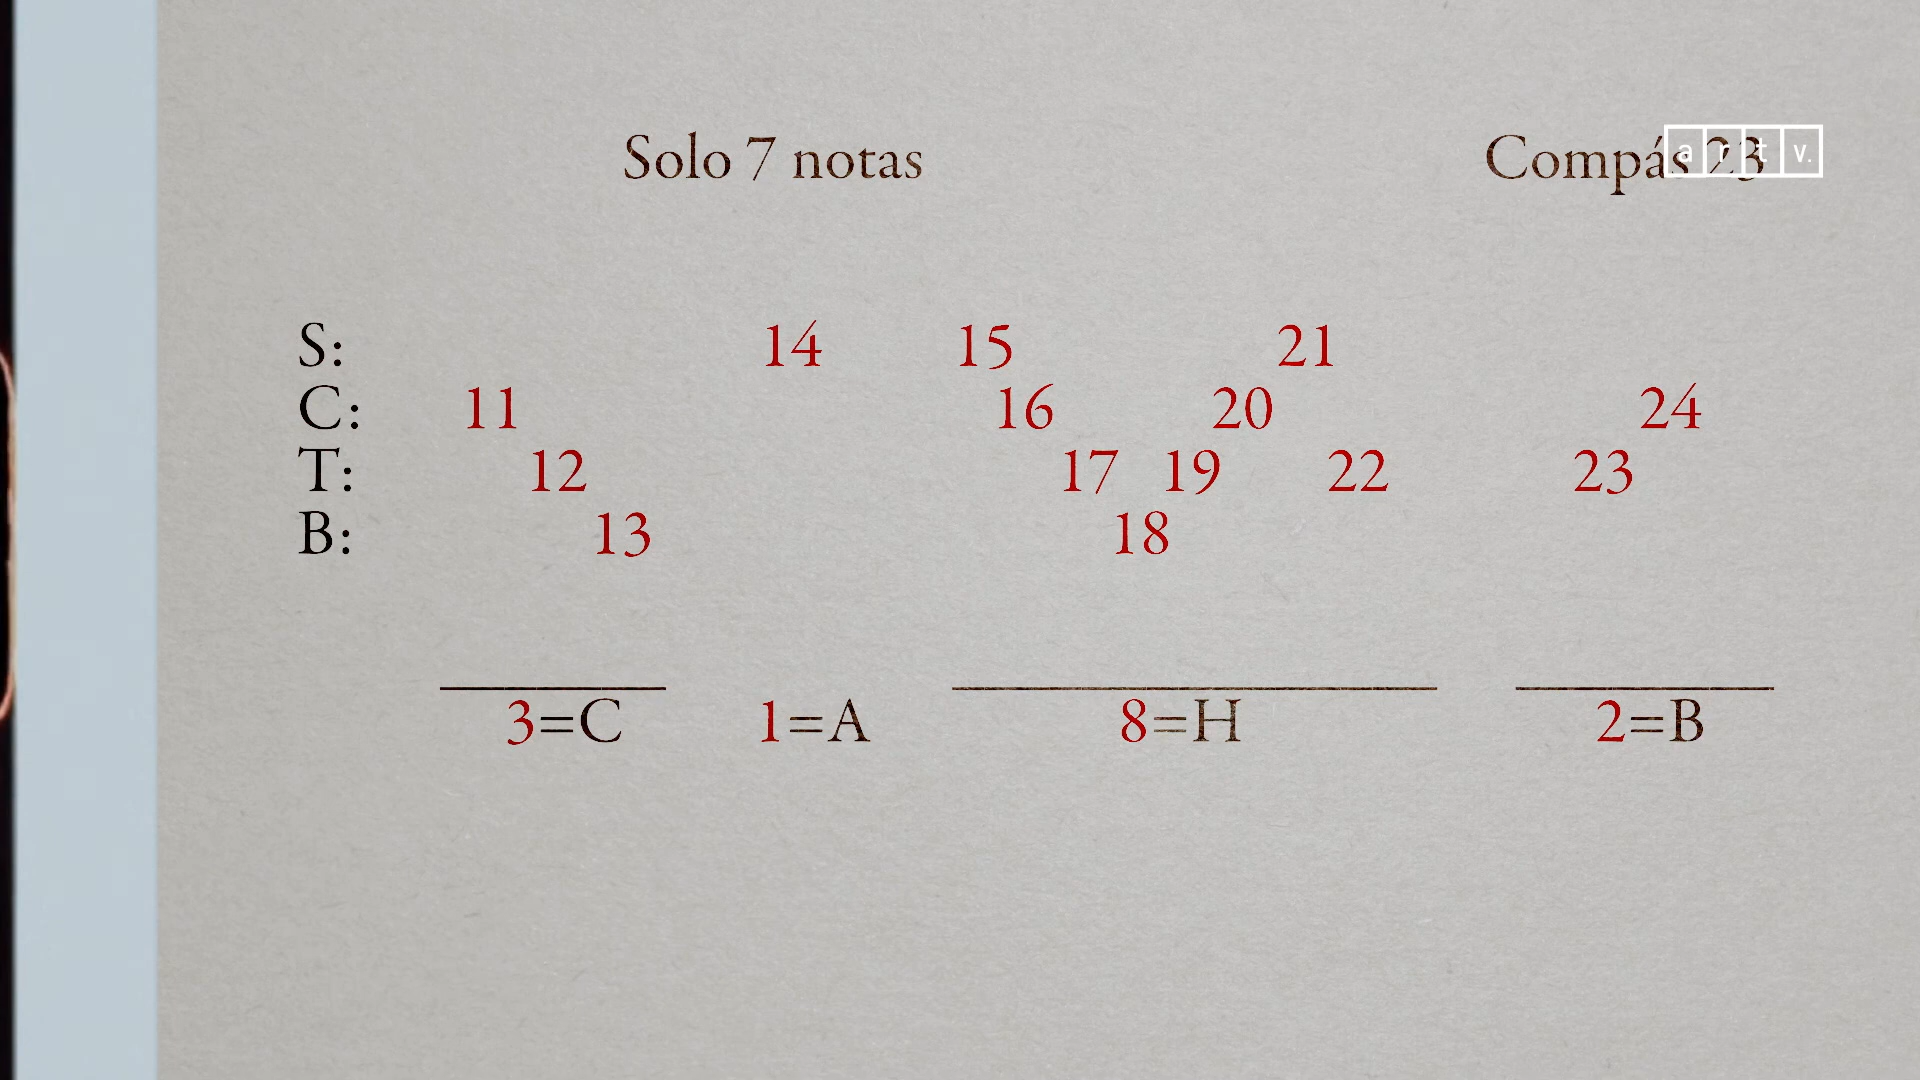 Solo 7 notas
Compás 23
artv.
S: 14 15 21
C: 11 16 20 24
T: 12 17 19 22 23
B: 13 18
3=C 1=A 8=H 2=B